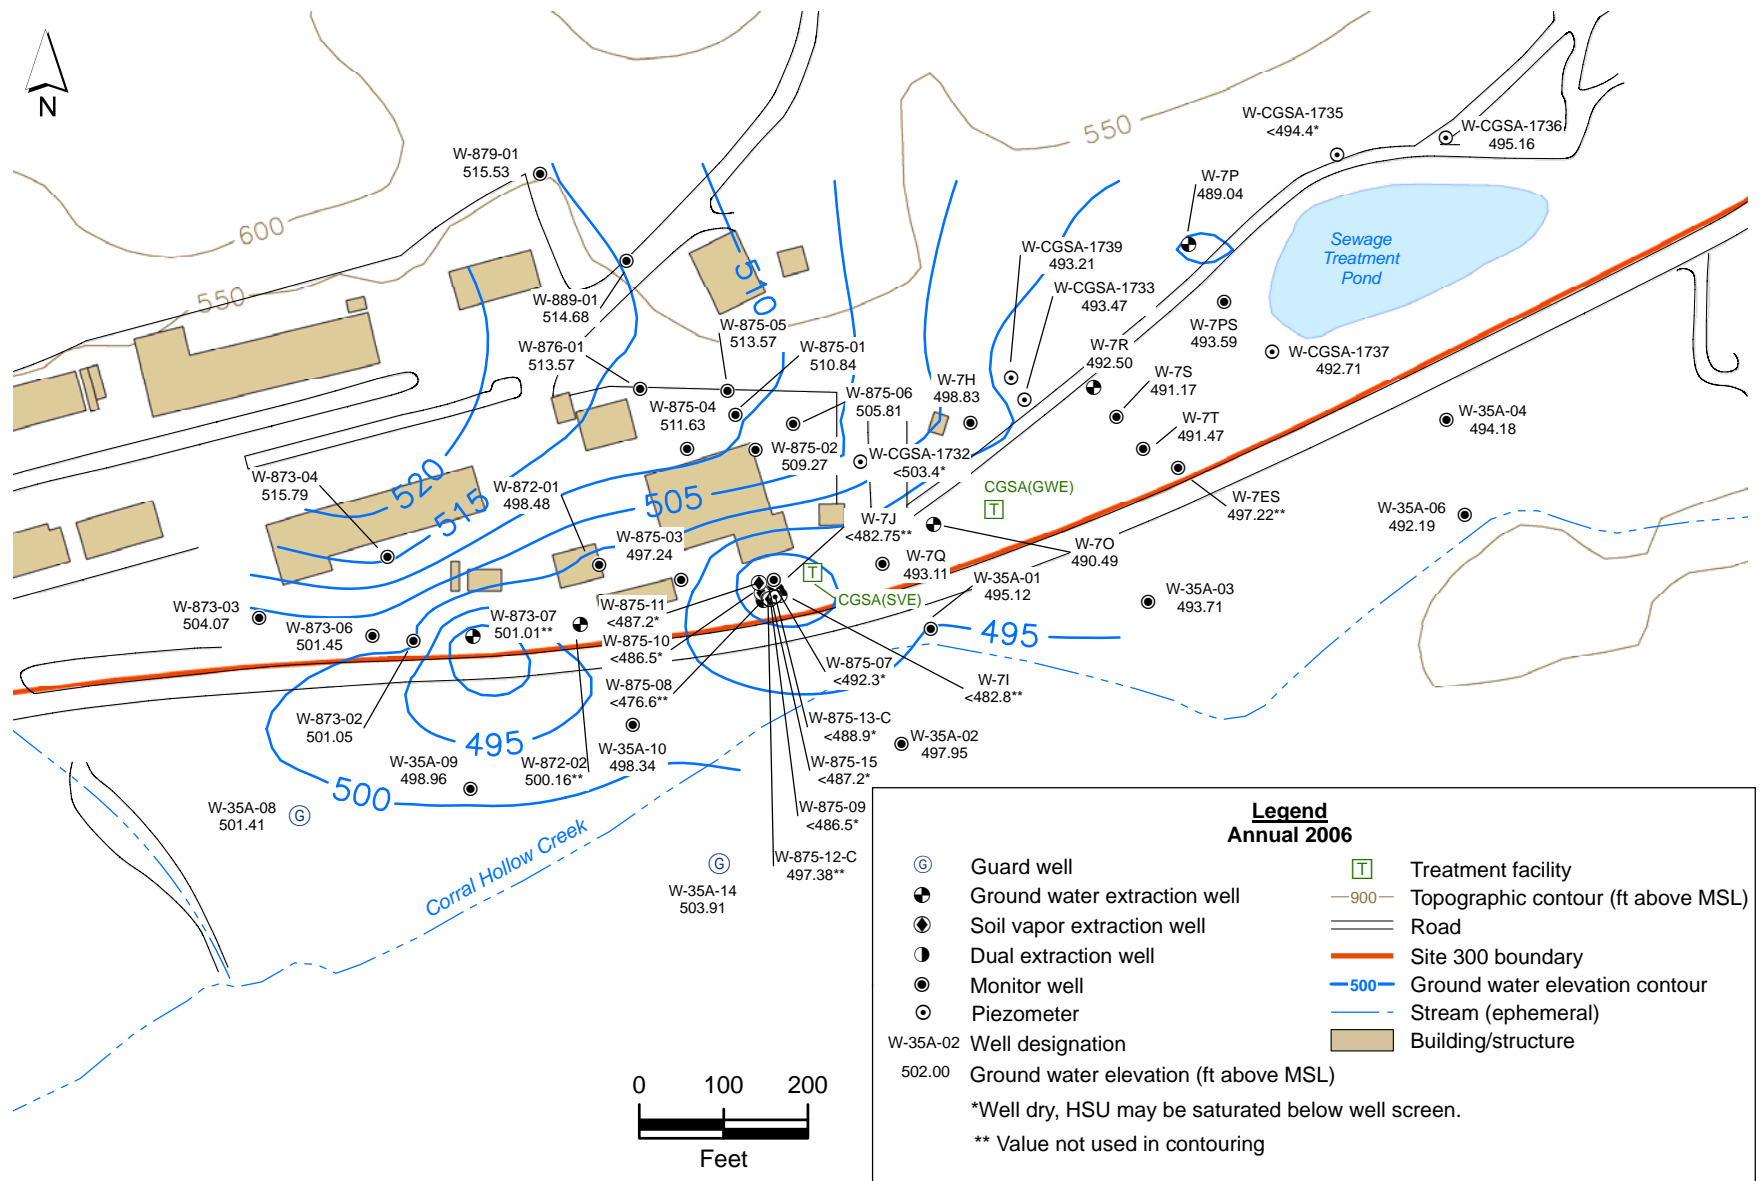 N
W-CGSA-1735
<494.4*
W-CGSA-1736
495.16
550
W-879-01
515.53
W-7P
489.04
600
550
Sewage
Treatment
Pond
W-CGSA-1739
493.21
W-CGSA-1733
493.47
510
W-889-01
514.68
W-875-05
513.57
W-7PS
493.59
W-876-01
513.57
W-875-01
510.84
W-7R
492.50
W-CGSA-1737
492.71
W-7S
491.17
W-7H
498.83
W-875-06
505.81
W-875-04
511.63
W-7T
491.47
W-35A-04
494.18
W-875-02
509.27
W-CGSA-1732
<503.4*
W-873-04
515.79
520
515
W-872-01
498.48
505
CGSA(GWE)
T
W-7ES
497.22**
W-35A-06
492.19
W-7J
<482.75**
W-875-03
497.24
W-7Q
493.11
W-7O
490.49
T
CGSA(SVE)
W-35A-01
495.12
W-35A-03
493.71
W-873-03
504.07
W-873-06
501.45
W-873-07
501.01**
W-875-11
<487.2*
W-875-10
<486.5*
495
W-875-07
<492.3*
W-7I
<482.8**
W-875-08
<476.6**
W-873-02
501.05
495
W-875-13-C
<488.9*
W-35A-02
497.95
W-35A-09
498.96
W-872-02
500.16**
W-35A-10
498.34
W-875-15
<487.2*
500
W-875-09
<486.5*
W-35A-08
501.41
G
Corral Hollow Creek
G
W-35A-14
503.91
W-875-12-C
497.38**
Legend
Annual 2006
G Guard well
Ground water extraction well
Soil vapor extraction well
Dual extraction well
Monitor well
Piezometer
W-35A-02 Well designation
502.00 Ground water elevation (ft above MSL)
*Well dry, HSU may be saturated below well screen.
** Value not used in contouring
T Treatment facility
900 Topographic contour (ft above MSL)
Road
Site 300 boundary
500 Ground water elevation contour
Stream (ephemeral)
Building/structure
0 100 200
Feet